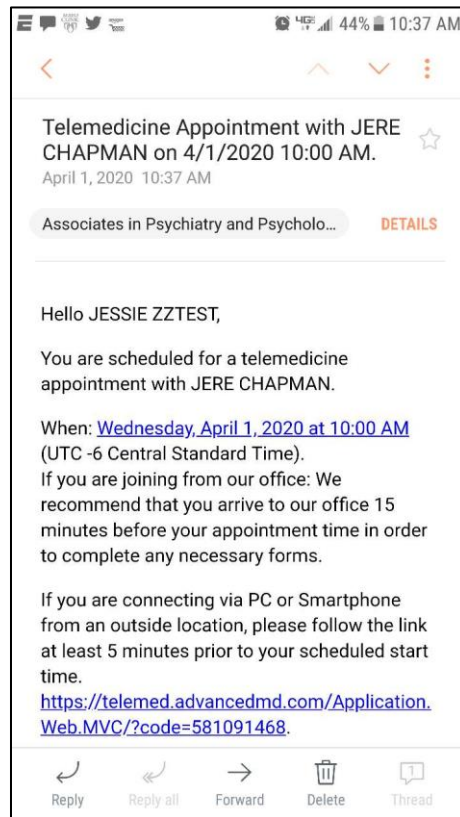 44% 10:37 AM
Telemedicine Appointment with JERE
CHAPMAN on 4/1/2020 10:00 AM.
April 1, 2020 10:37 AM
Associates in Psychiatry and Psycholo...
DETAILS
Hello JESSIE ZZTEST,
You are scheduled for a telemedicine
appointment with JERE CHAPMAN.
When: Wednesday, April 1, 2020 at 10:00 AM
(UTC -6 Central Standard Time).
If you are joining from our office: We
recommend that you arrive to our office 15
minutes before your appointment time in order
to complete any necessary forms.
If you are connecting via PC or Smartphone
from an outside location, please follow the link
at least 5 minutes prior to your scheduled start
time.
https://telemed.advancedmd.com/Application.
Web.MVC/?code=581091468.
Reply Reply all Forward Delete Thread